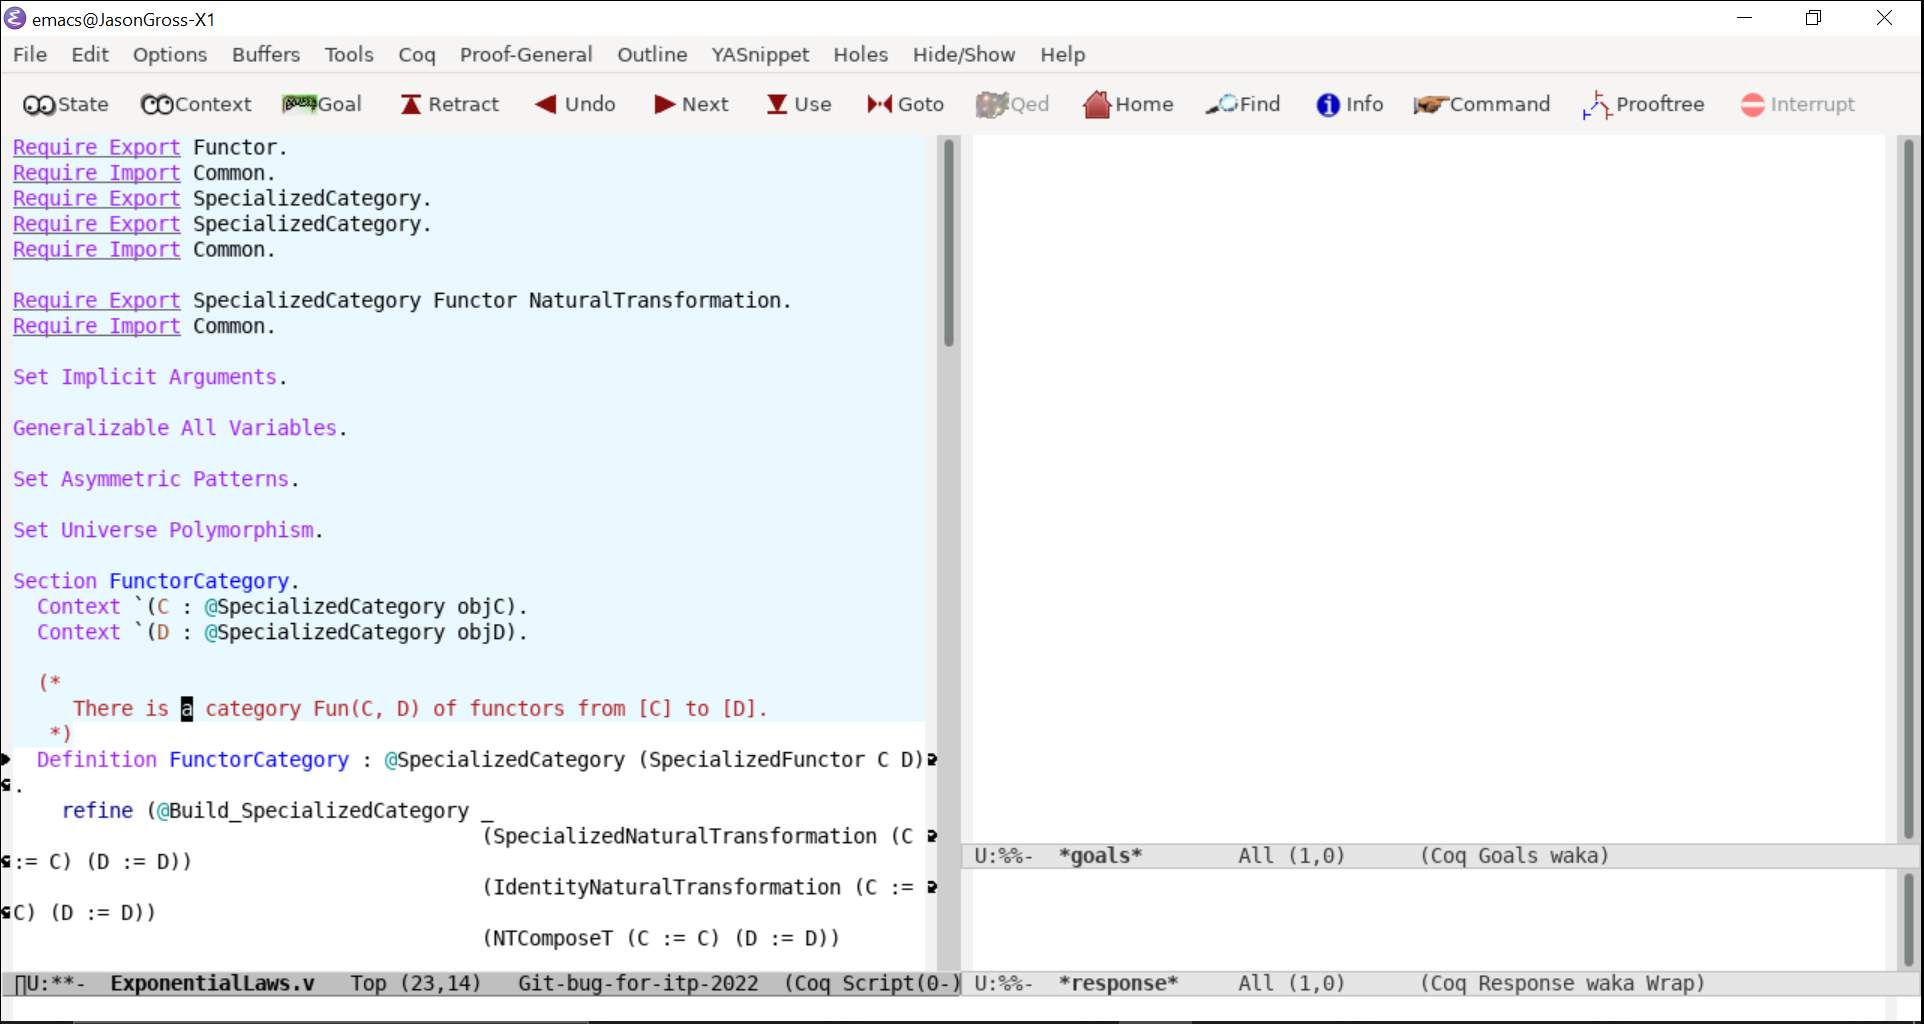 emacs@JasonGross-X1
File Edit Options Buffers Tools Coq Proof-General Outline YASnippet Holes Hide/Show Help
State Context Goal Retract Undo Next Use Goto Qed Home Find Info Command Prooftree Interrupt
Require Export Functor.
Require Import Common.
Require Export SpecializedCategory.
Require Export SpecializedCategory.
Require Import Common.
Require Export SpecializedCategory Functor NaturalTransformation.
Require Import Common.
Set Implicit Arguments.
Generalizable All Variables.
Set Asymmetric Patterns.
Set Universe Polymorphism.
Section FunctorCategory.
Context `(C : @SpecializedCategory objC).
Context `(D : @SpecializedCategory objD).
(*
There is a category Fun(C, D) of functors from [C] to [D].
*)
Definition FunctorCategory : @SpecializedCategory (SpecializedFunctor C D)
.
refine (@Build_SpecializedCategory _
(SpecializedNaturalTransformation (C
:= C) (D := D))
(IdentityNaturalTransformation (C :=
C) (D := D))
(NTComposeT (C := C) (D := D))
U:**- ExponentialLaws.v Top (23,14) Git-bug-for-itp-2022 (Coq Script(0-)
U:%%- *goals* All (1,0) (Coq Goals waka)
U:%%- *response* All (1,0) (Coq Response waka Wrap)